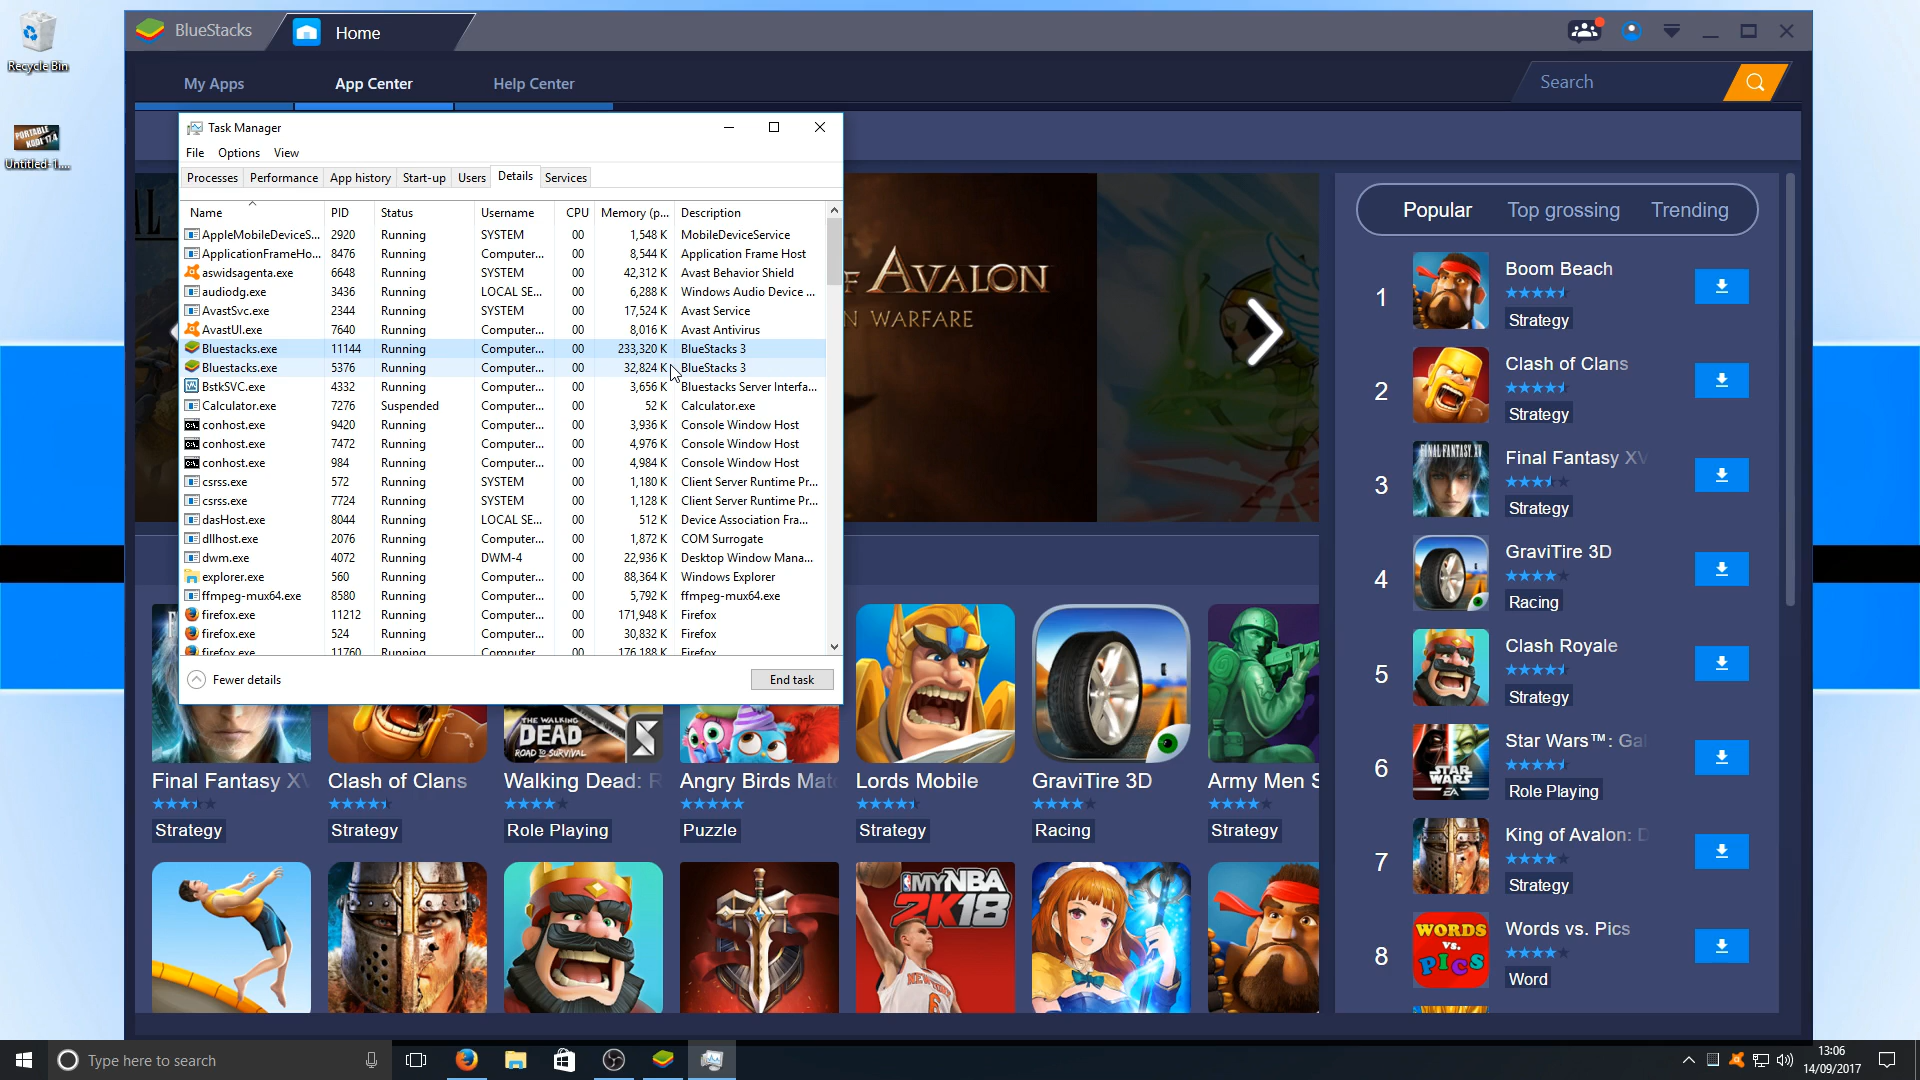 Recycle Bin
PORTABLE
KODI 17.4
Untitled-1....
BlueStacks
Home
My Apps
App Center
Help Center
Search
Task Manager
File Options View
Processes Performance App history Start-up Users Details Services
Name PID Status Username CPU Memory (p... Description
AppleMobileDeviceS... 2920 Running SYSTEM 00 1,548 K MobileDeviceService
ApplicationFrameHo... 8476 Running Computer... 00 8,544 K Application Frame Host
aswidsagenta.exe 6648 Running SYSTEM 00 42,312 K Avast Behavior Shield
audiodg.exe 3436 Running LOCAL SE... 00 6,288 K Windows Audio Device ...
AvastSvc.exe 2344 Running SYSTEM 00 17,524 K Avast Service
AvastUI.exe 7640 Running Computer... 00 8,016 K Avast Antivirus
Bluestacks.exe 11144 Running Computer... 00 233,320 K BlueStacks 3
Bluestacks.exe 5376 Running Computer... 00 32,824 K BlueStacks 3
BstkSVC.exe 4332 Running Computer... 00 3,656 K Bluestacks Server Interfa...
Calculator.exe 7276 Suspended Computer... 00 52 K Calculator.exe
conhost.exe 9420 Running Computer... 00 3,936 K Console Window Host
conhost.exe 7472 Running Computer... 00 4,976 K Console Window Host
conhost.exe 984 Running Computer... 00 4,984 K Console Window Host
csrss.exe 572 Running SYSTEM 00 1,180 K Client Server Runtime Pr...
csrss.exe 7724 Running SYSTEM 00 1,128 K Client Server Runtime Pr...
dasHost.exe 8044 Running LOCAL SE... 00 512 K Device Association Fra...
dllhost.exe 2076 Running Computer... 00 1,872 K COM Surrogate
dwm.exe 4072 Running DWM-4 00 22,936 K Desktop Window Mana...
explorer.exe 560 Running Computer... 00 88,364 K Windows Explorer
ffmpeg-mux64.exe 8580 Running Computer... 00 5,792 K ffmpeg-mux64.exe
firefox.exe 11212 Running Computer... 00 171,948 K Firefox
firefox.exe 524 Running Computer... 00 30,832 K Firefox
firefox.exe 11760 Running Computer... 00 176,188 K Firefox
Fewer details
End task
F AVALON
N WARFARE
Popular Top grossing Trending
1
Boom Beach
Strategy
2
Clash of Clans
Strategy
3
FINAL FANTASY XV
Final Fantasy XV
Strategy
4
GraviTire 3D
Racing
5
Clash Royale
Strategy
6
STAR
WARS
EA
Star Wars™: Gal
Role Playing
7
King of Avalon: D
Strategy
8
WORDS
VS.
PICS
Words vs. Pics
Word
THE WALKING
DEAD
ROAD TO SURVIVAL
Final Fantasy XV
Strategy
Clash of Clans
Strategy
Walking Dead: R
Role Playing
Angry Birds Matc
Puzzle
Lords Mobile
Strategy
GraviTire 3D
Racing
Army Men S
Strategy
MYNBA
2K18
NEW YORK
6
Type here to search
13:06
14/09/2017